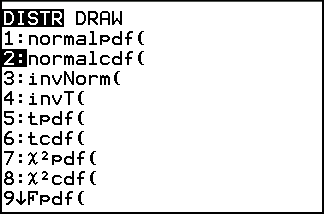 DISTR DRAW
1:normalpdf(
2:normalcdf(
3:invNorm(
4:invT(
5:tpdf(
6:tcdf(
7:χ²pdf(
8:χ²cdf(
9↓Fpdf(